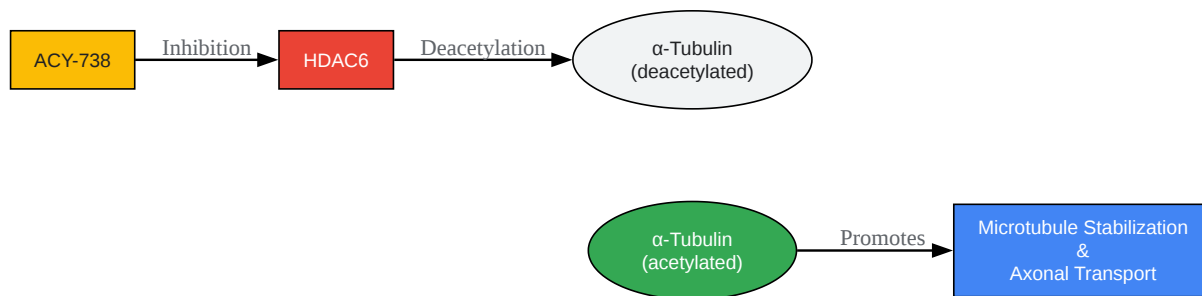 ACY-738
Inhibition
HDAC6
Deacetylation
α-Tubulin
(deacetylated)
α-Tubulin
(acetylated)
Promotes
Microtubule Stabilization
&
Axonal Transport